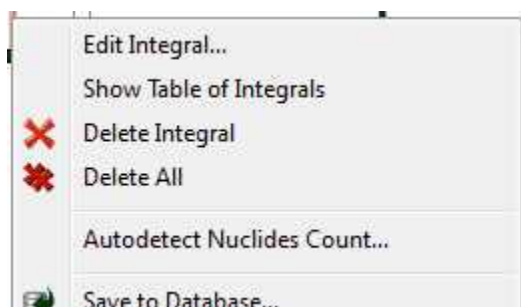 Edit Integral...
Show Table of Integrals
Delete Integral
Delete All
Autodetect Nuclides Count...
Save to Database...